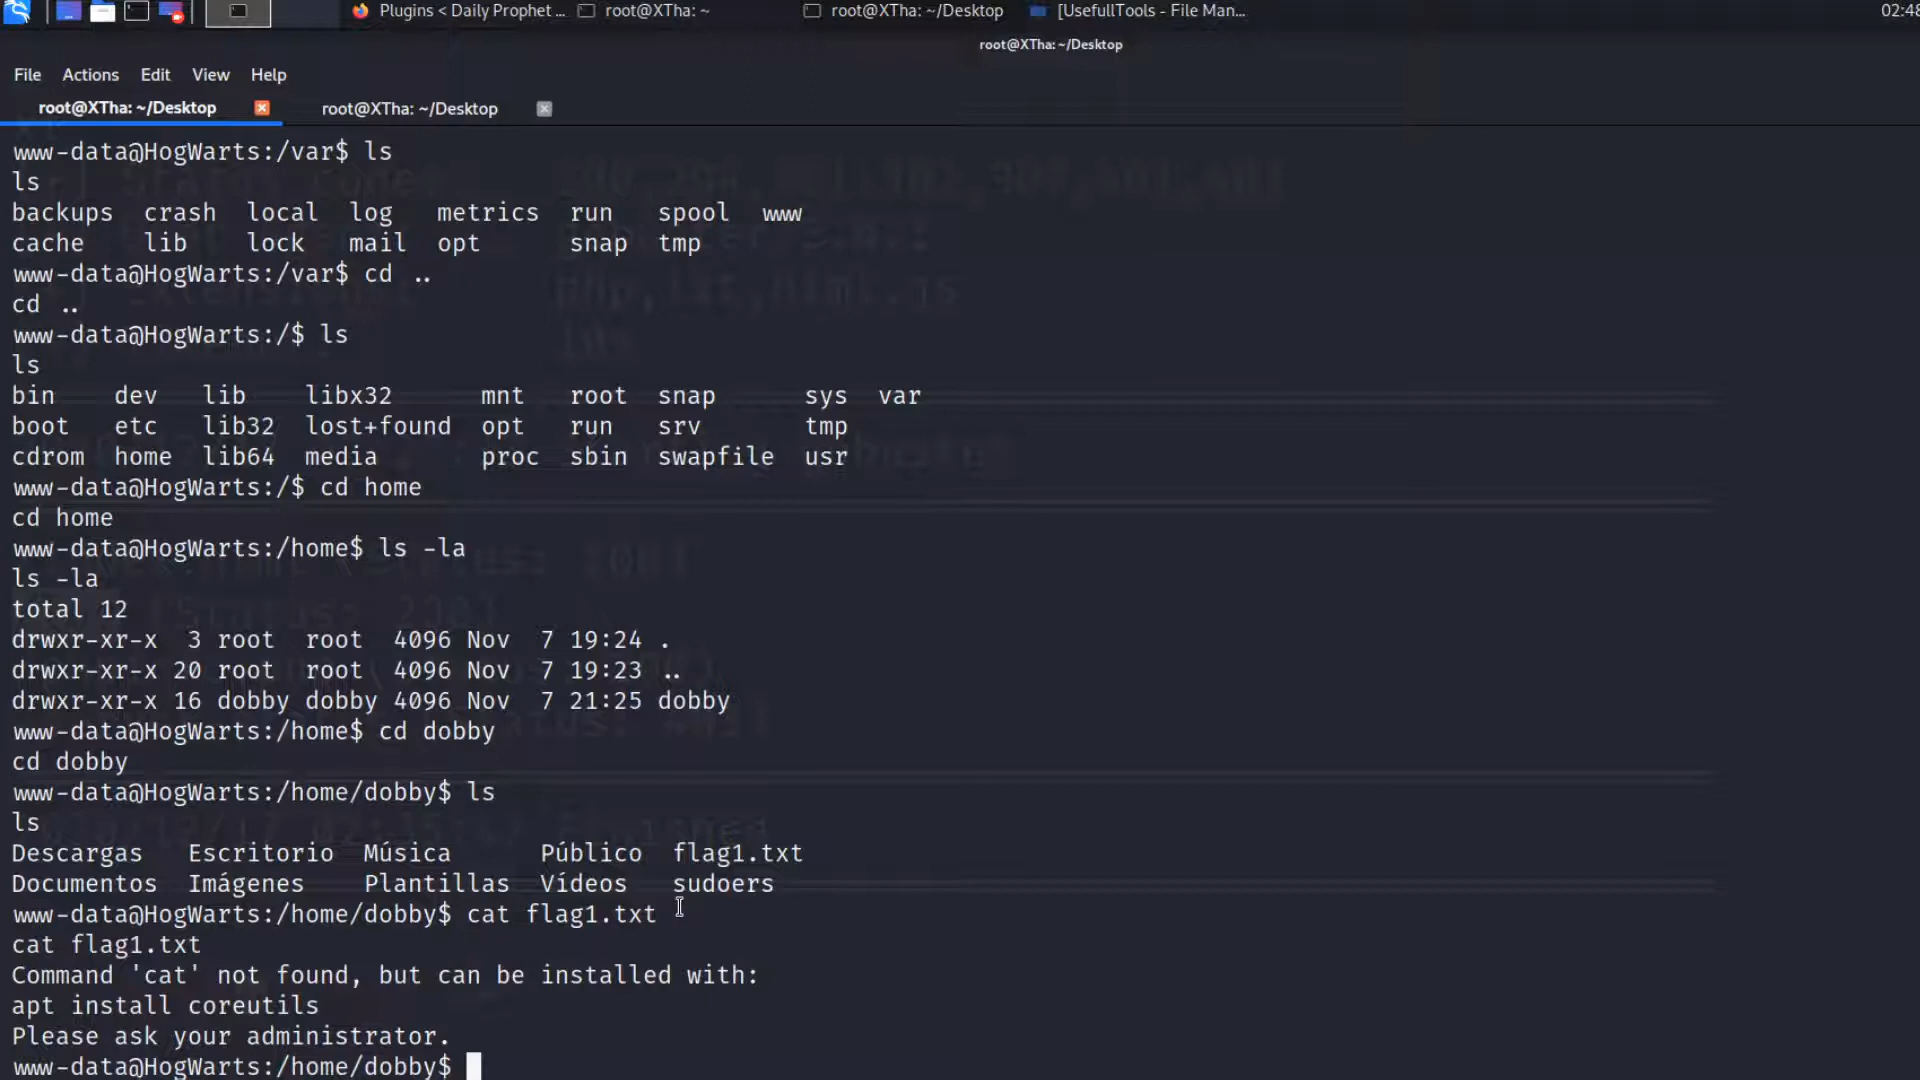 Plugins < Daily Prophet ... root@XTha: ~ root@XTha: ~/Desktop [UsefullTools - File Man... 02:48
root@XTha: ~/Desktop
File Actions Edit View Help
root@XTha: ~/Desktop root@XTha: ~/Desktop
www-data@HogWarts:/var$ ls
ls
backups crash local log metrics run spool www
cache lib lock mail opt snap tmp
www-data@HogWarts:/var$ cd ..
cd ..
www-data@HogWarts:/$ ls
ls
bin dev lib libx32 mnt root snap sys var
boot etc lib32 lost+found opt run srv tmp
cdrom home lib64 media proc sbin swapfile usr
www-data@HogWarts:/$ cd home
cd home
www-data@HogWarts:/home$ ls -la
ls -la
total 12
drwxr-xr-x 3 root root 4096 Nov 7 19:24 .
drwxr-xr-x 20 root root 4096 Nov 7 19:23 ..
drwxr-xr-x 16 dobby dobby 4096 Nov 7 21:25 dobby
www-data@HogWarts:/home$ cd dobby
cd dobby
www-data@HogWarts:/home/dobby$ ls
ls
Descargas Escritorio Música Público flag1.txt
Documentos Imágenes Plantillas Vídeos sudoers
www-data@HogWarts:/home/dobby$ cat flag1.txt
cat flag1.txt
Command 'cat' not found, but can be installed with:
apt install coreutils
Please ask your administrator.
www-data@HogWarts:/home/dobby$